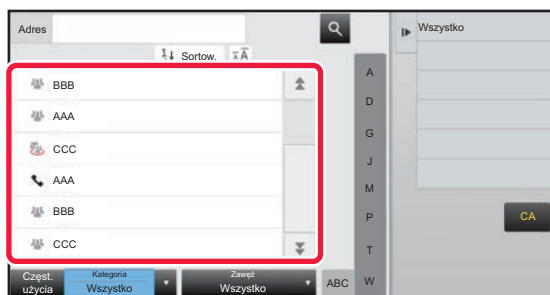 Adres
Wszystko
Sortow.
BBB
AAA
CCC
AAA
BBB
CCC
A
D
G
J
M
P
T
W
CA
Częst. użycia
Kategoria
Wszystko
Zawęź
Wszystko
ABC